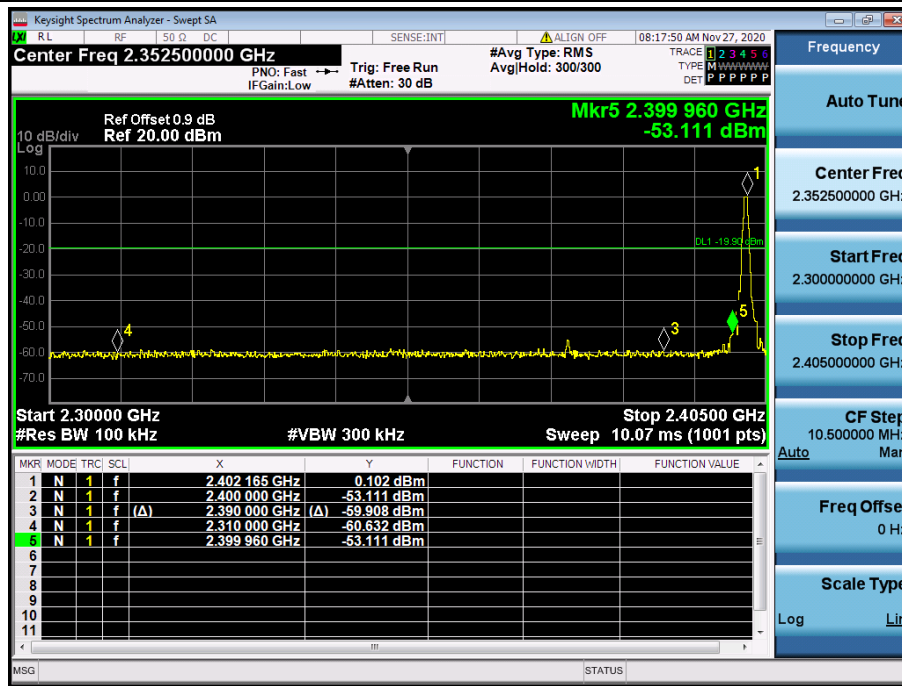 Keysight Spectrum Analyzer - Swept SA
LXI RL RF 50 Ω DC SENSE:INT ALIGN OFF 08:17:50 AM Nov 27, 2020
Center Freq 2.352500000 GHz
PNO: Fast
IFGain:Low
Trig: Free Run
#Atten: 30 dB
#Avg Type: RMS
Avg|Hold: 300/300
TRACE 1 2 3 4 5 6
TYPE M WWWWW
DET P P P P P P
Ref Offset 0.9 dB
10 dB/div Ref 20.00 dBm
Log
Mkr5 2.399 960 GHz
-53.111 dBm
10.0
0.00
-10.0
-20.0
-30.0
-40.0
-50.0
-60.0
-70.0
1
DL1 -19.90 dBm
5
4
3
Start 2.30000 GHz Stop 2.40500 GHz
#Res BW 100 kHz #VBW 300 kHz Sweep 10.07 ms (1001 pts)
MKR MODE TRC SCL X Y FUNCTION FUNCTION WIDTH FUNCTION VALUE
1 N 1 f 2.402 165 GHz 0.102 dBm
2 N 1 f 2.400 000 GHz -53.111 dBm
3 N 1 f (Δ) 2.390 000 GHz (Δ) -59.908 dBm
4 N 1 f 2.310 000 GHz -60.632 dBm
5 N 1 f 2.399 960 GHz -53.111 dBm
6
7
8
9
10
11
MSG STATUS
Frequency
Auto Tune
Center Freq
2.352500000 GHz
Start Freq
2.300000000 GHz
Stop Freq
2.405000000 GHz
CF Step
10.500000 MHz
Auto Man
Freq Offset
0 Hz
Scale Type
Log Lin